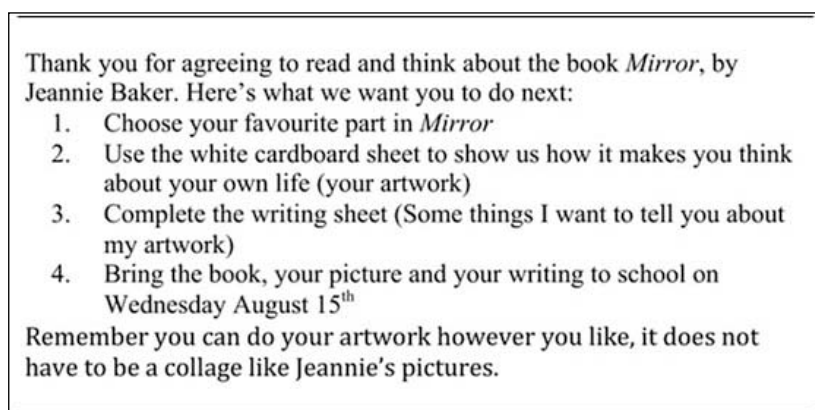 Thank you for agreeing to read and think about the book Mirror, by
Jeannie Baker. Here's what we want you to do next:
1. Choose your favourite part in Mirror
2. Use the white cardboard sheet to show us how it makes you think
about your own life (your artwork)
3. Complete the writing sheet (Some things I want to tell you about
my artwork)
4. Bring the book, your picture and your writing to school on
Wednesday August 15th
Remember you can do your artwork however you like, it does not
have to be a collage like Jeannie's pictures.